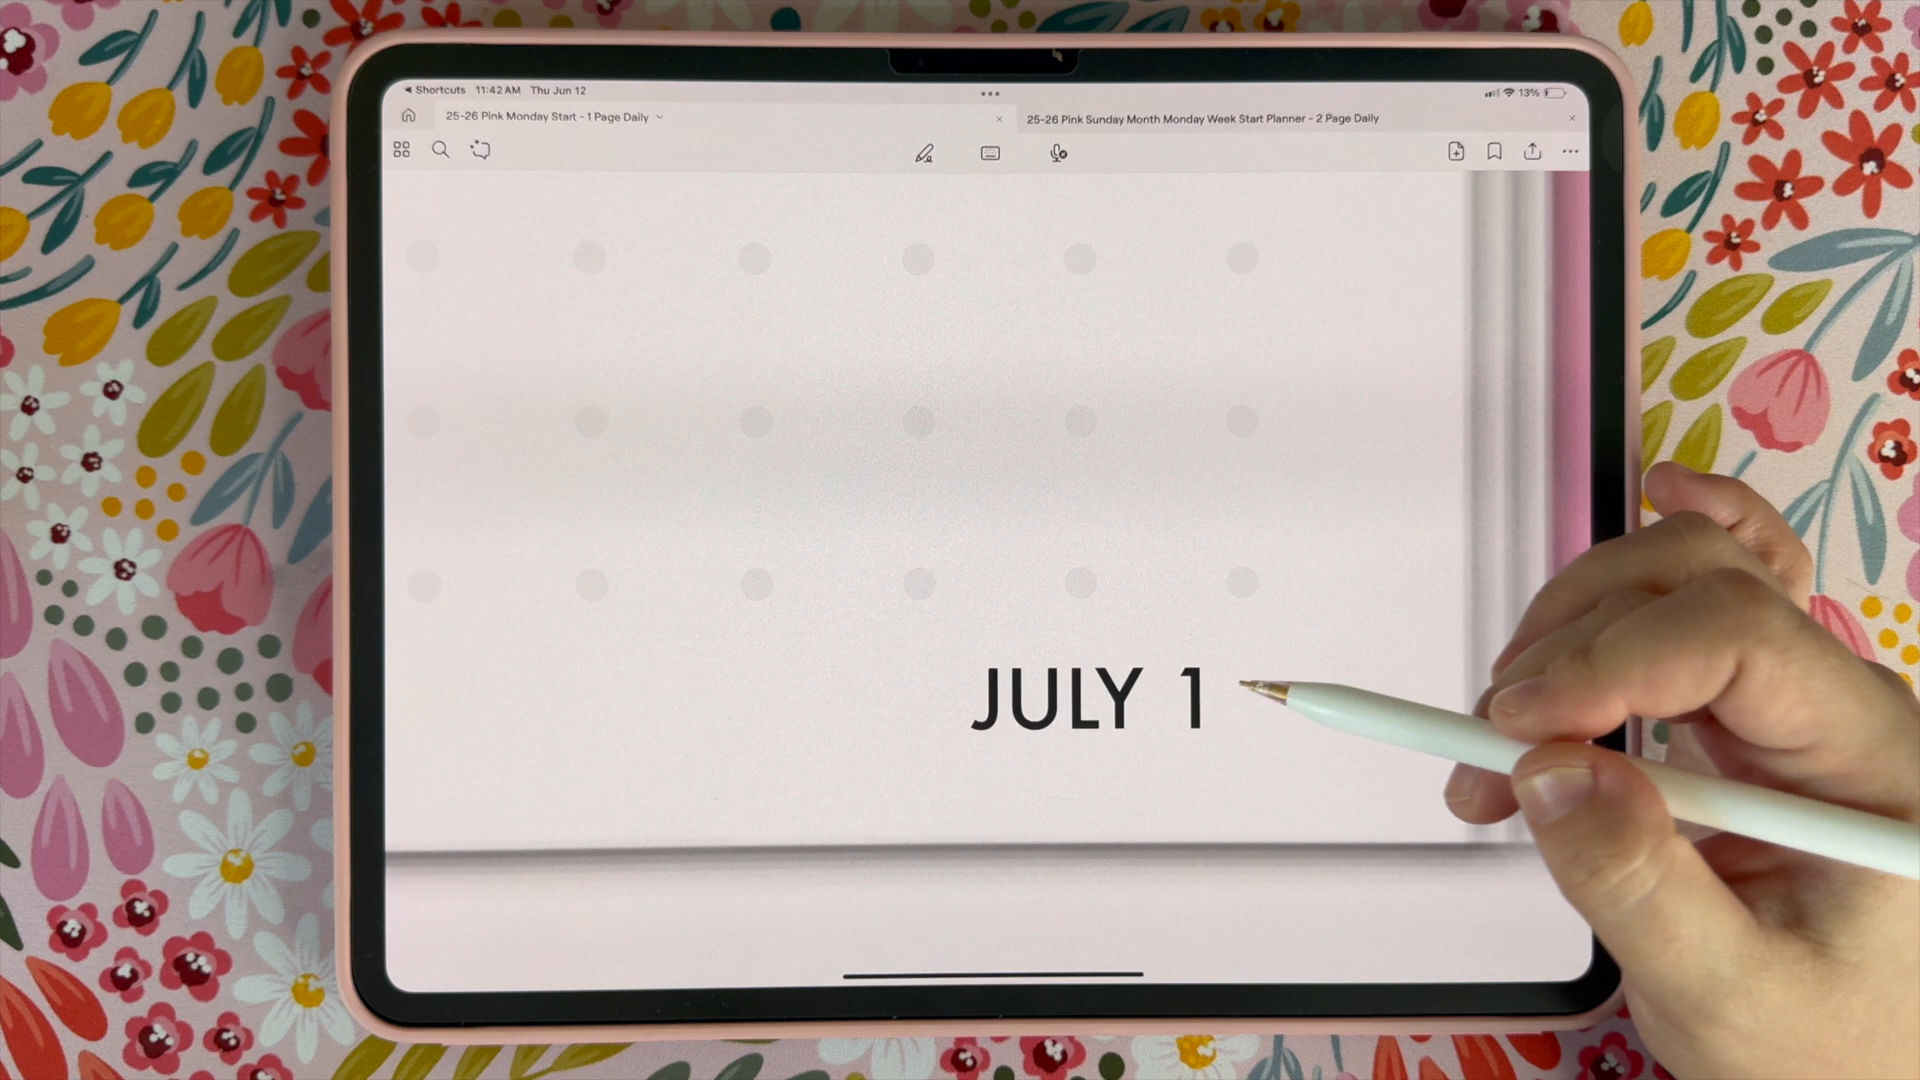 Shortcuts 11:42 AM Thu Jun 12
13%
25-26 Pink Monday Start - 1 Page Daily
25-26 Pink Sunday Month Monday Week Start Planner - 2 Page Daily
JULY 1